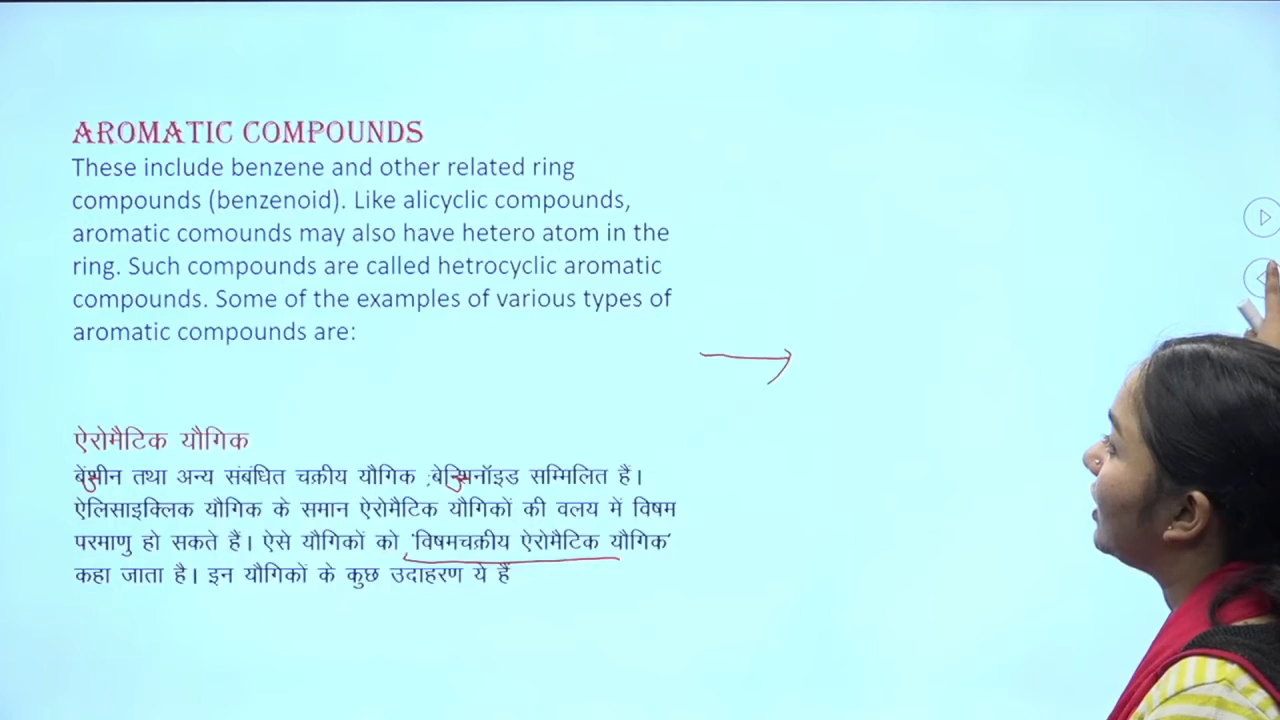 AROMATIC COMPOUNDS
These include benzene and other related ring
compounds (benzenoid). Like alicyclic compounds,
aromatic comounds may also have hetero atom in the
ring. Such compounds are called hetrocyclic aromatic
compounds. Some of the examples of various types of
aromatic compounds are:
ऐरोमैटिक यौगिक
तथा अन्य संबंधित चक्रीय यौगिक ; सम्मिलित हैं।
ऐलिसाइक्लिक यौगिक के समान ऐरोमैटिक यौगिकों की वलय में विषम
परमाणु हो सकते हैं। ऐसे यौगिकों को 'विषमचक्रीय ऐरोमैटिक यौगिक'
कहा जाता है। इन यौगिकों के कुछ उदाहरण ये हैं